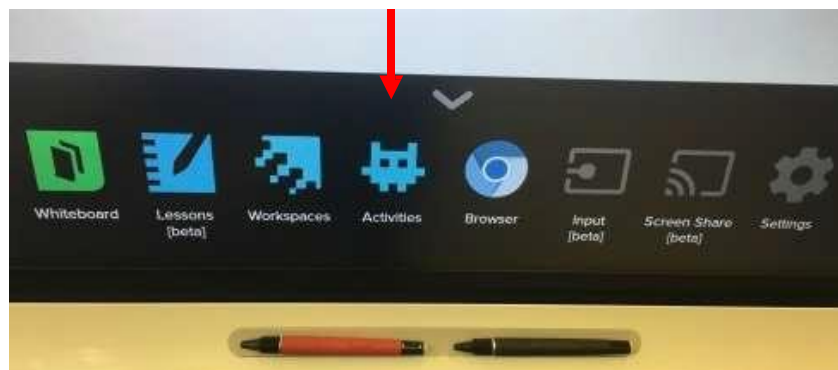 Whiteboard
Lessons
[beta]
Workspaces
Activities
Browser
Input
[beta]
Screen Share
[beta]
Settings